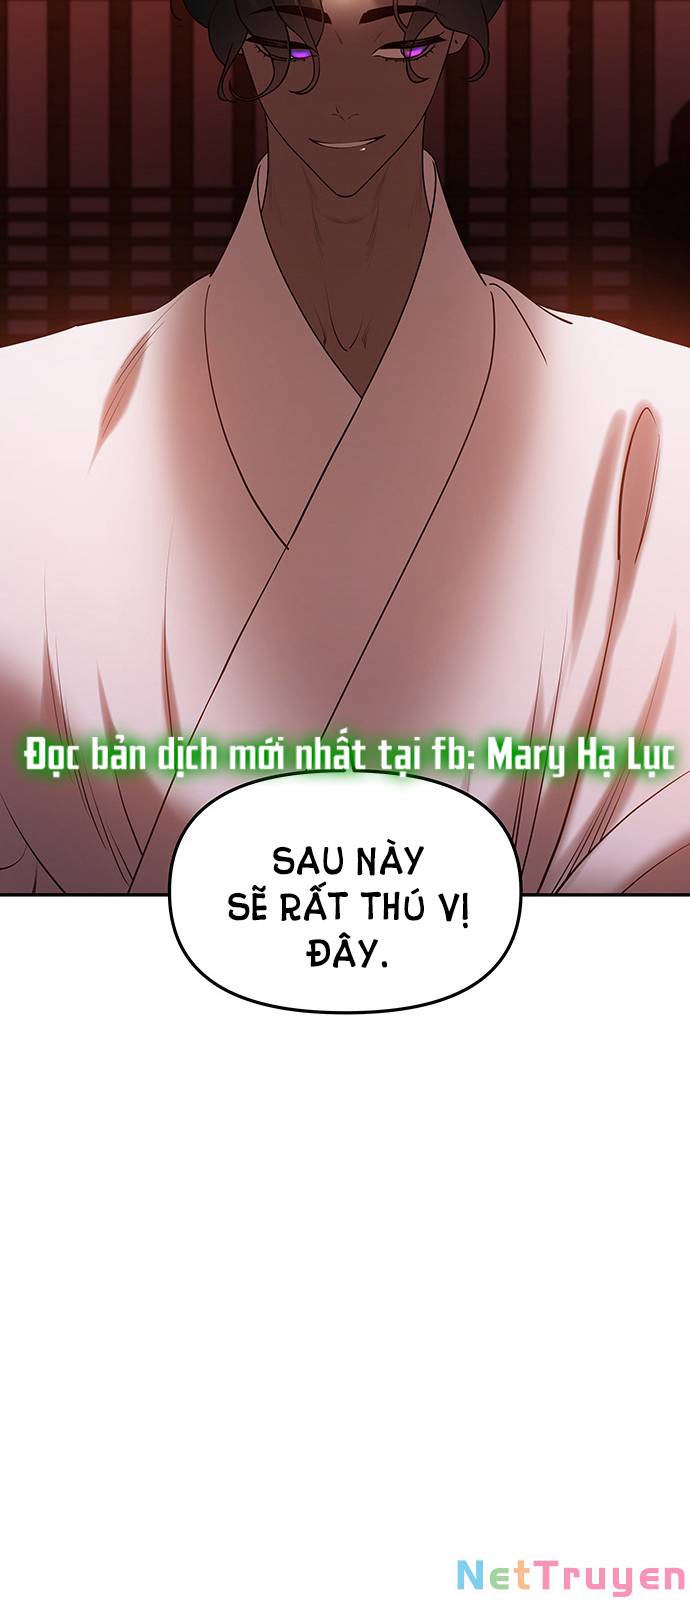 Đọc bản dịch mới nhất tại fb: Mary Hạ Lục
SAU NÀY
SẼ RẤT THÚ VỊ
ĐÂY.
NetTruyen